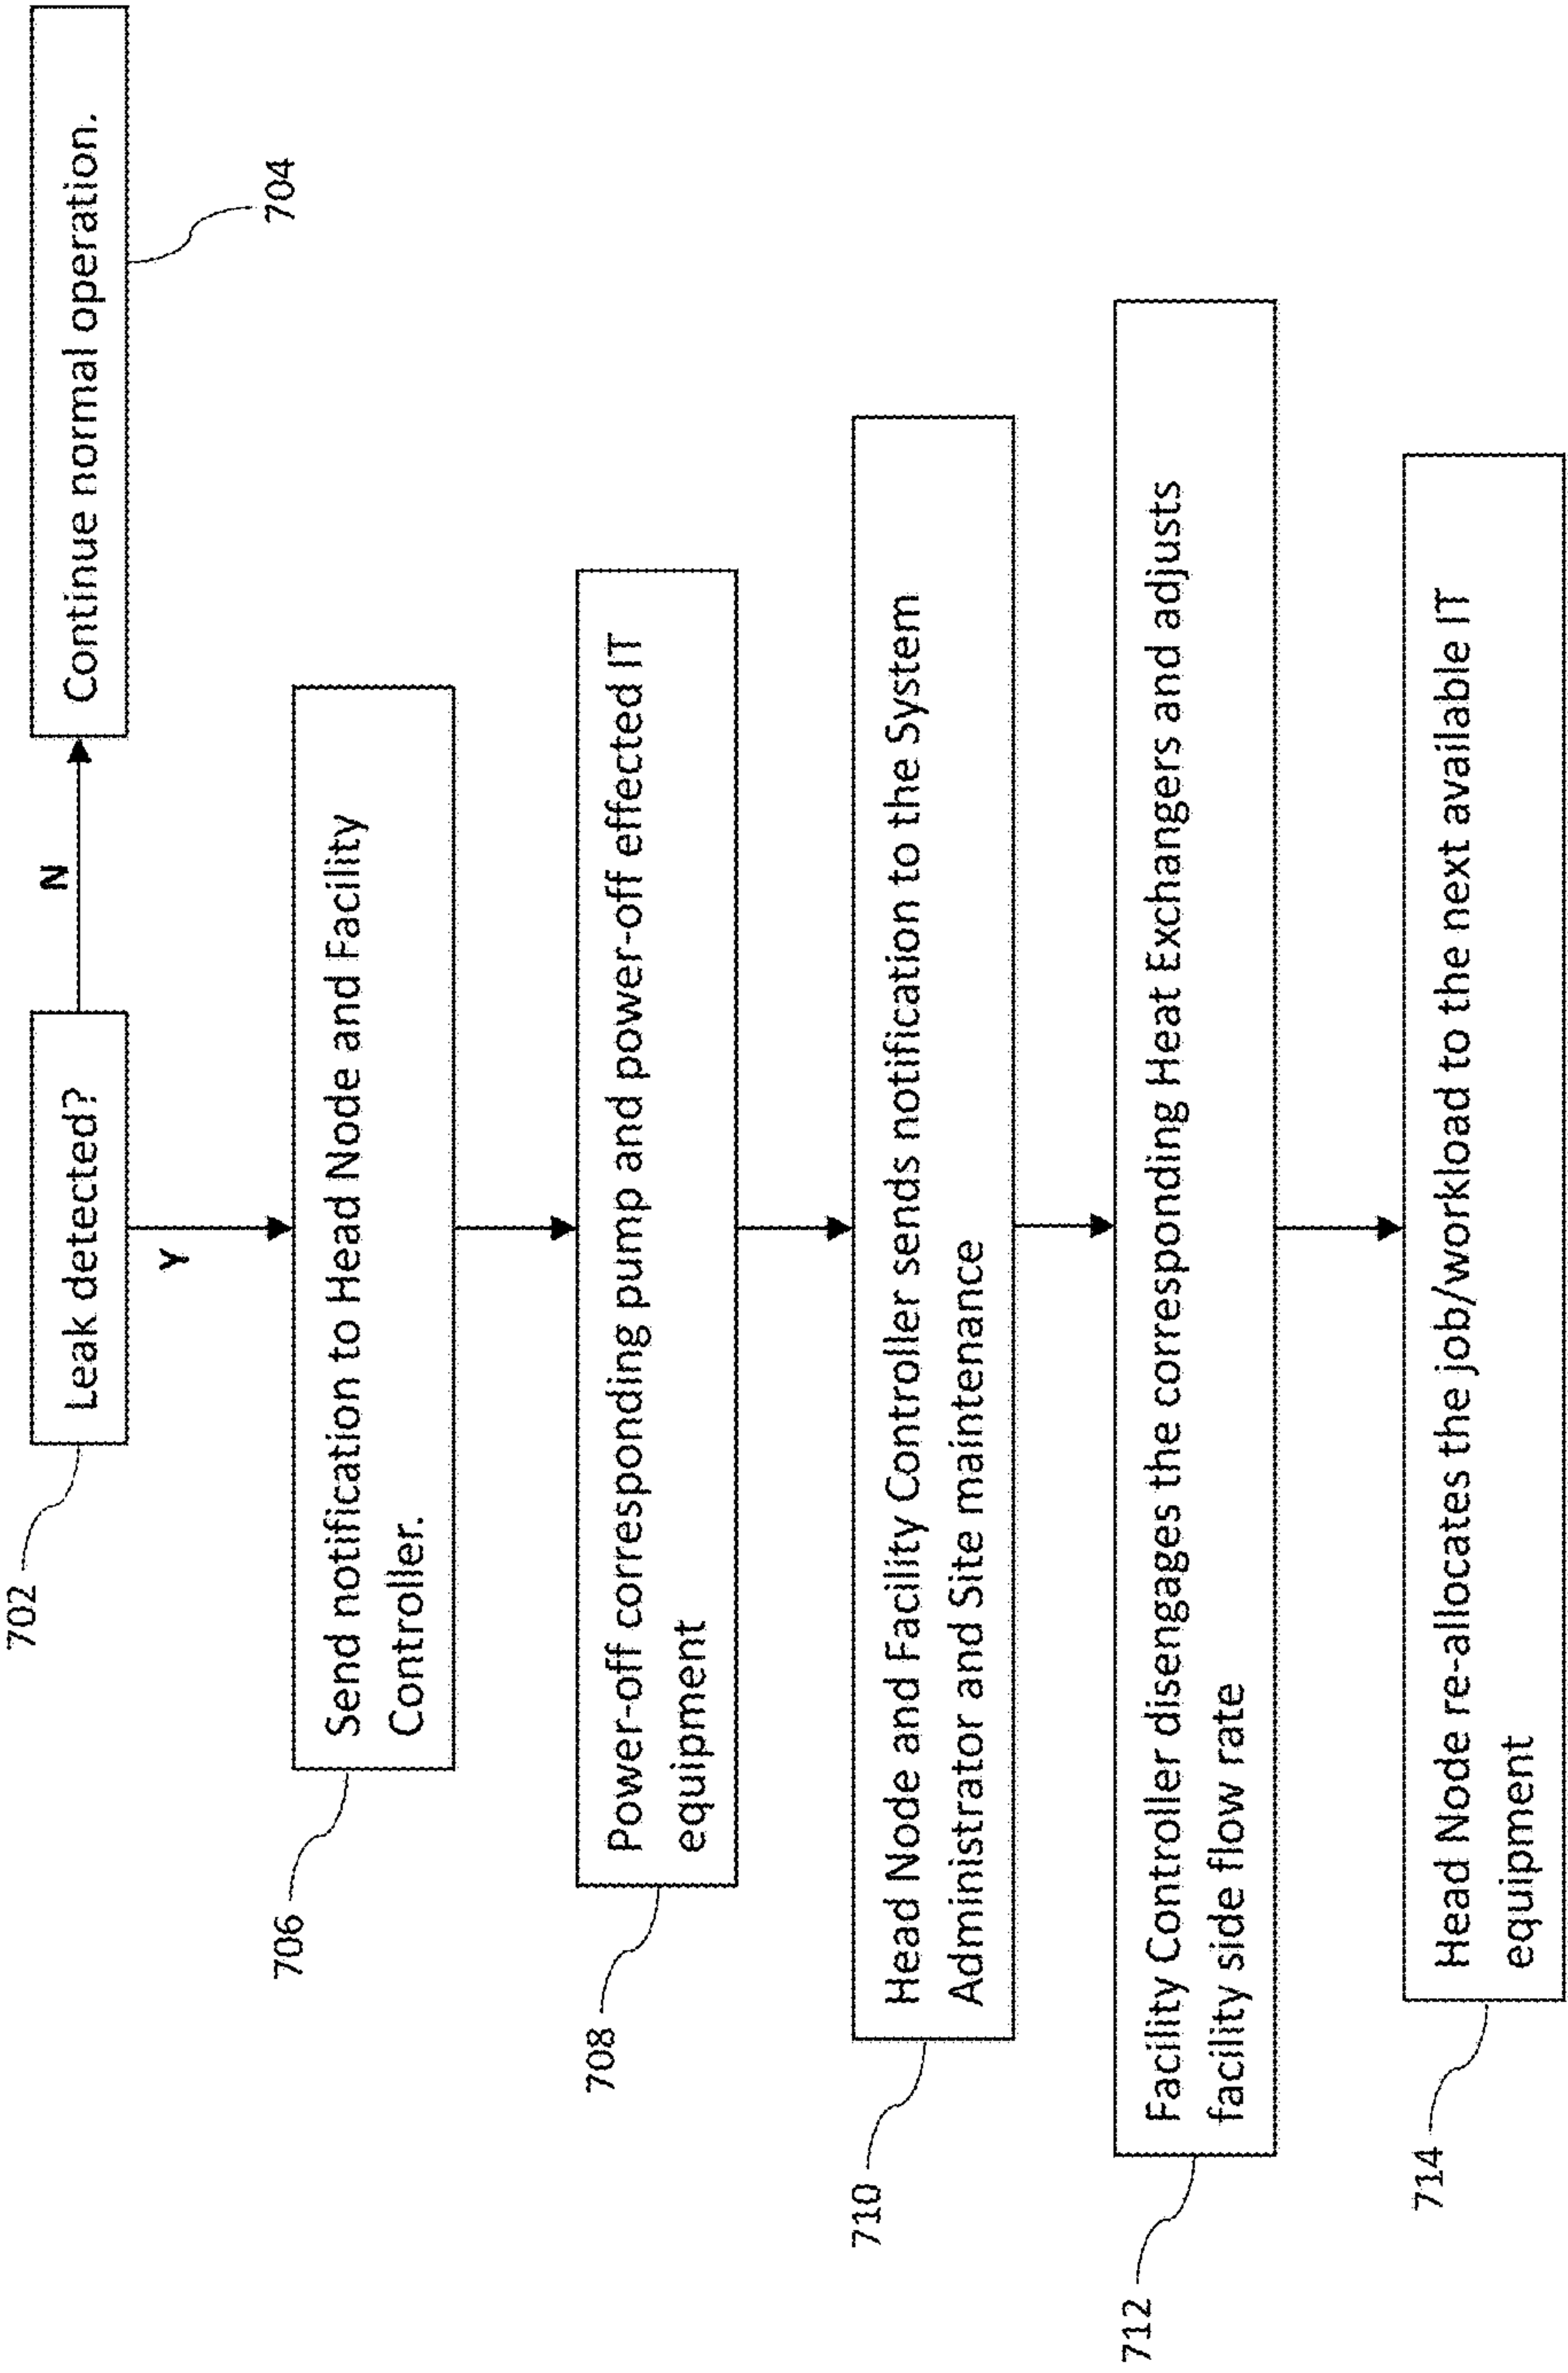 702
Leak detected?
N
Continue normal operation.
704
Y
706
Send notification to Head Node and Facility
Controller.
708
Power-off corresponding pump and power-off effected IT
equipment
710
Head Node and Facility Controller sends notification to the System
Administrator and Site maintenance
712
Facility Controller disengages the corresponding Heat Exchangers and adjusts
facility side flow rate
714
Head Node re-allocates the job/workload to the next available IT
equipment